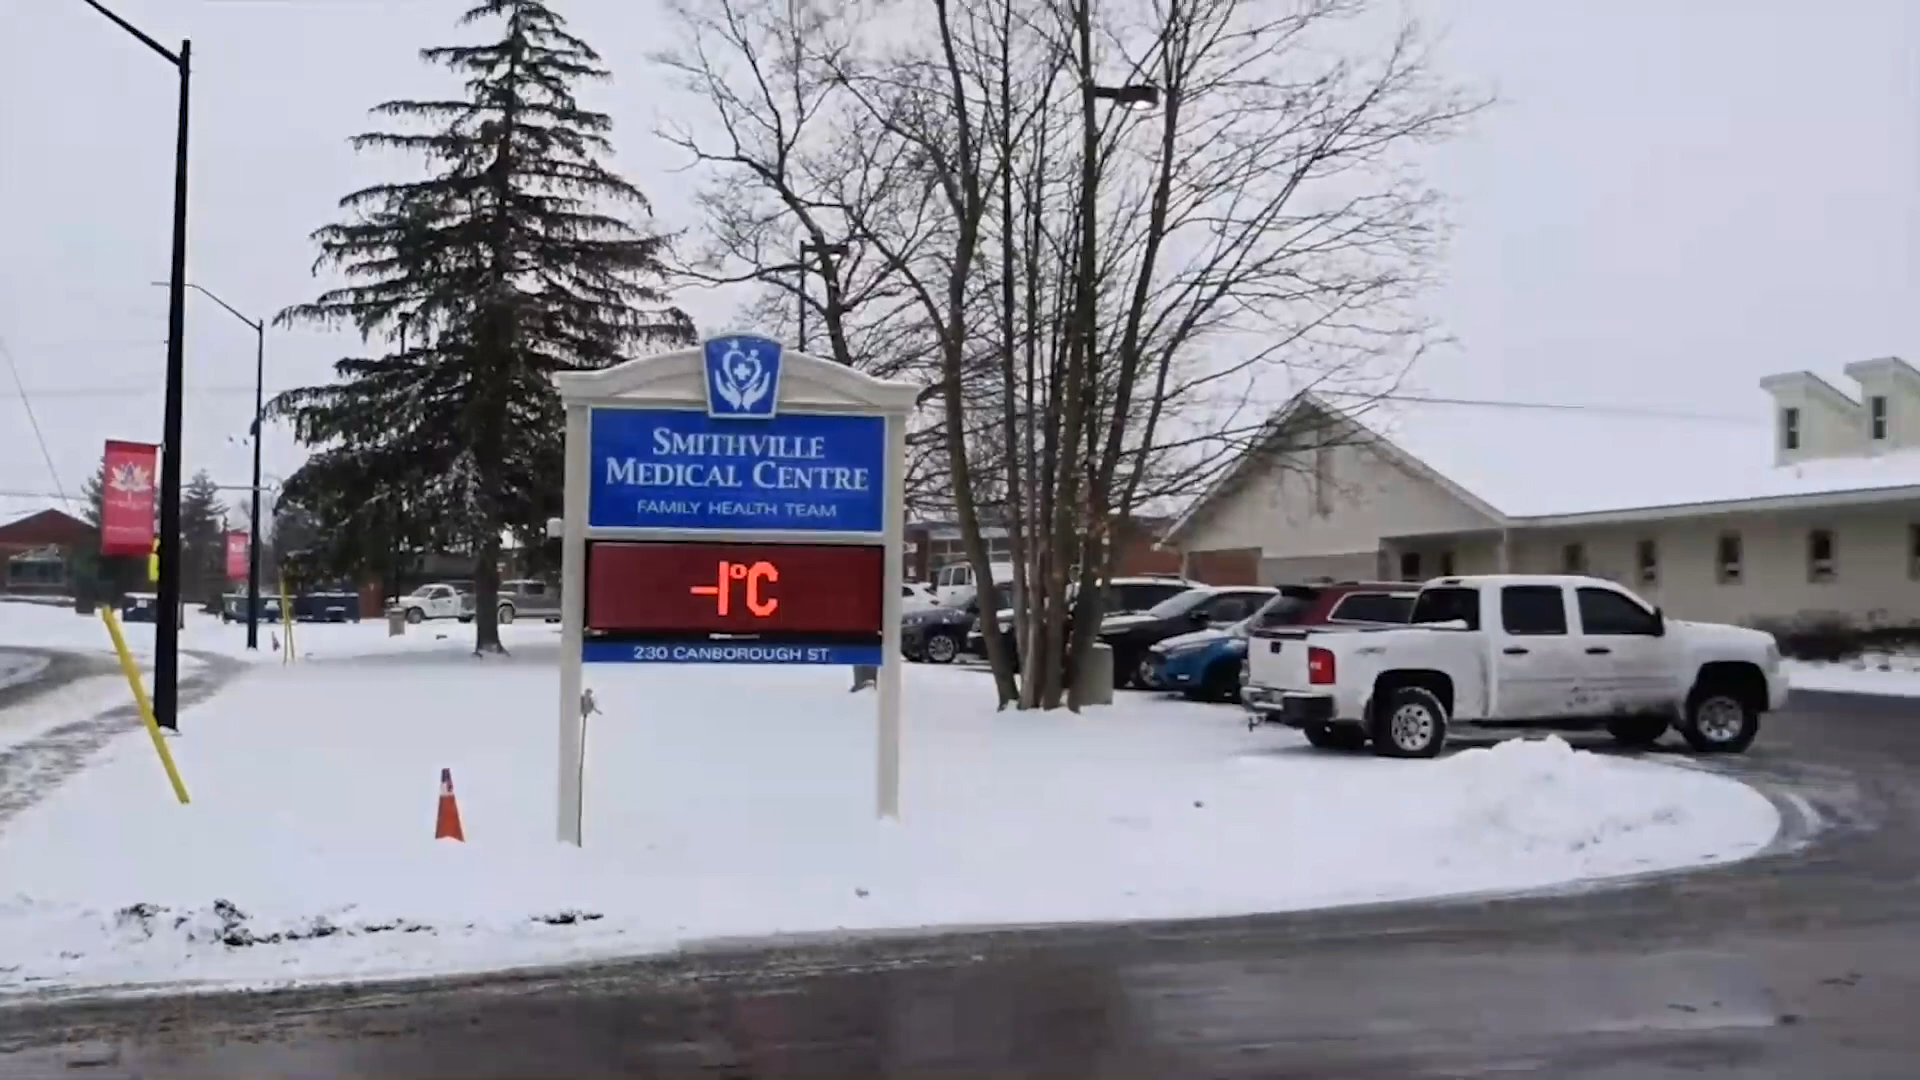 SMITHVILLE
MEDICAL CENTRE
FAMILY HEALTH TEAM
-1°C
230 CANBOROUGH ST.